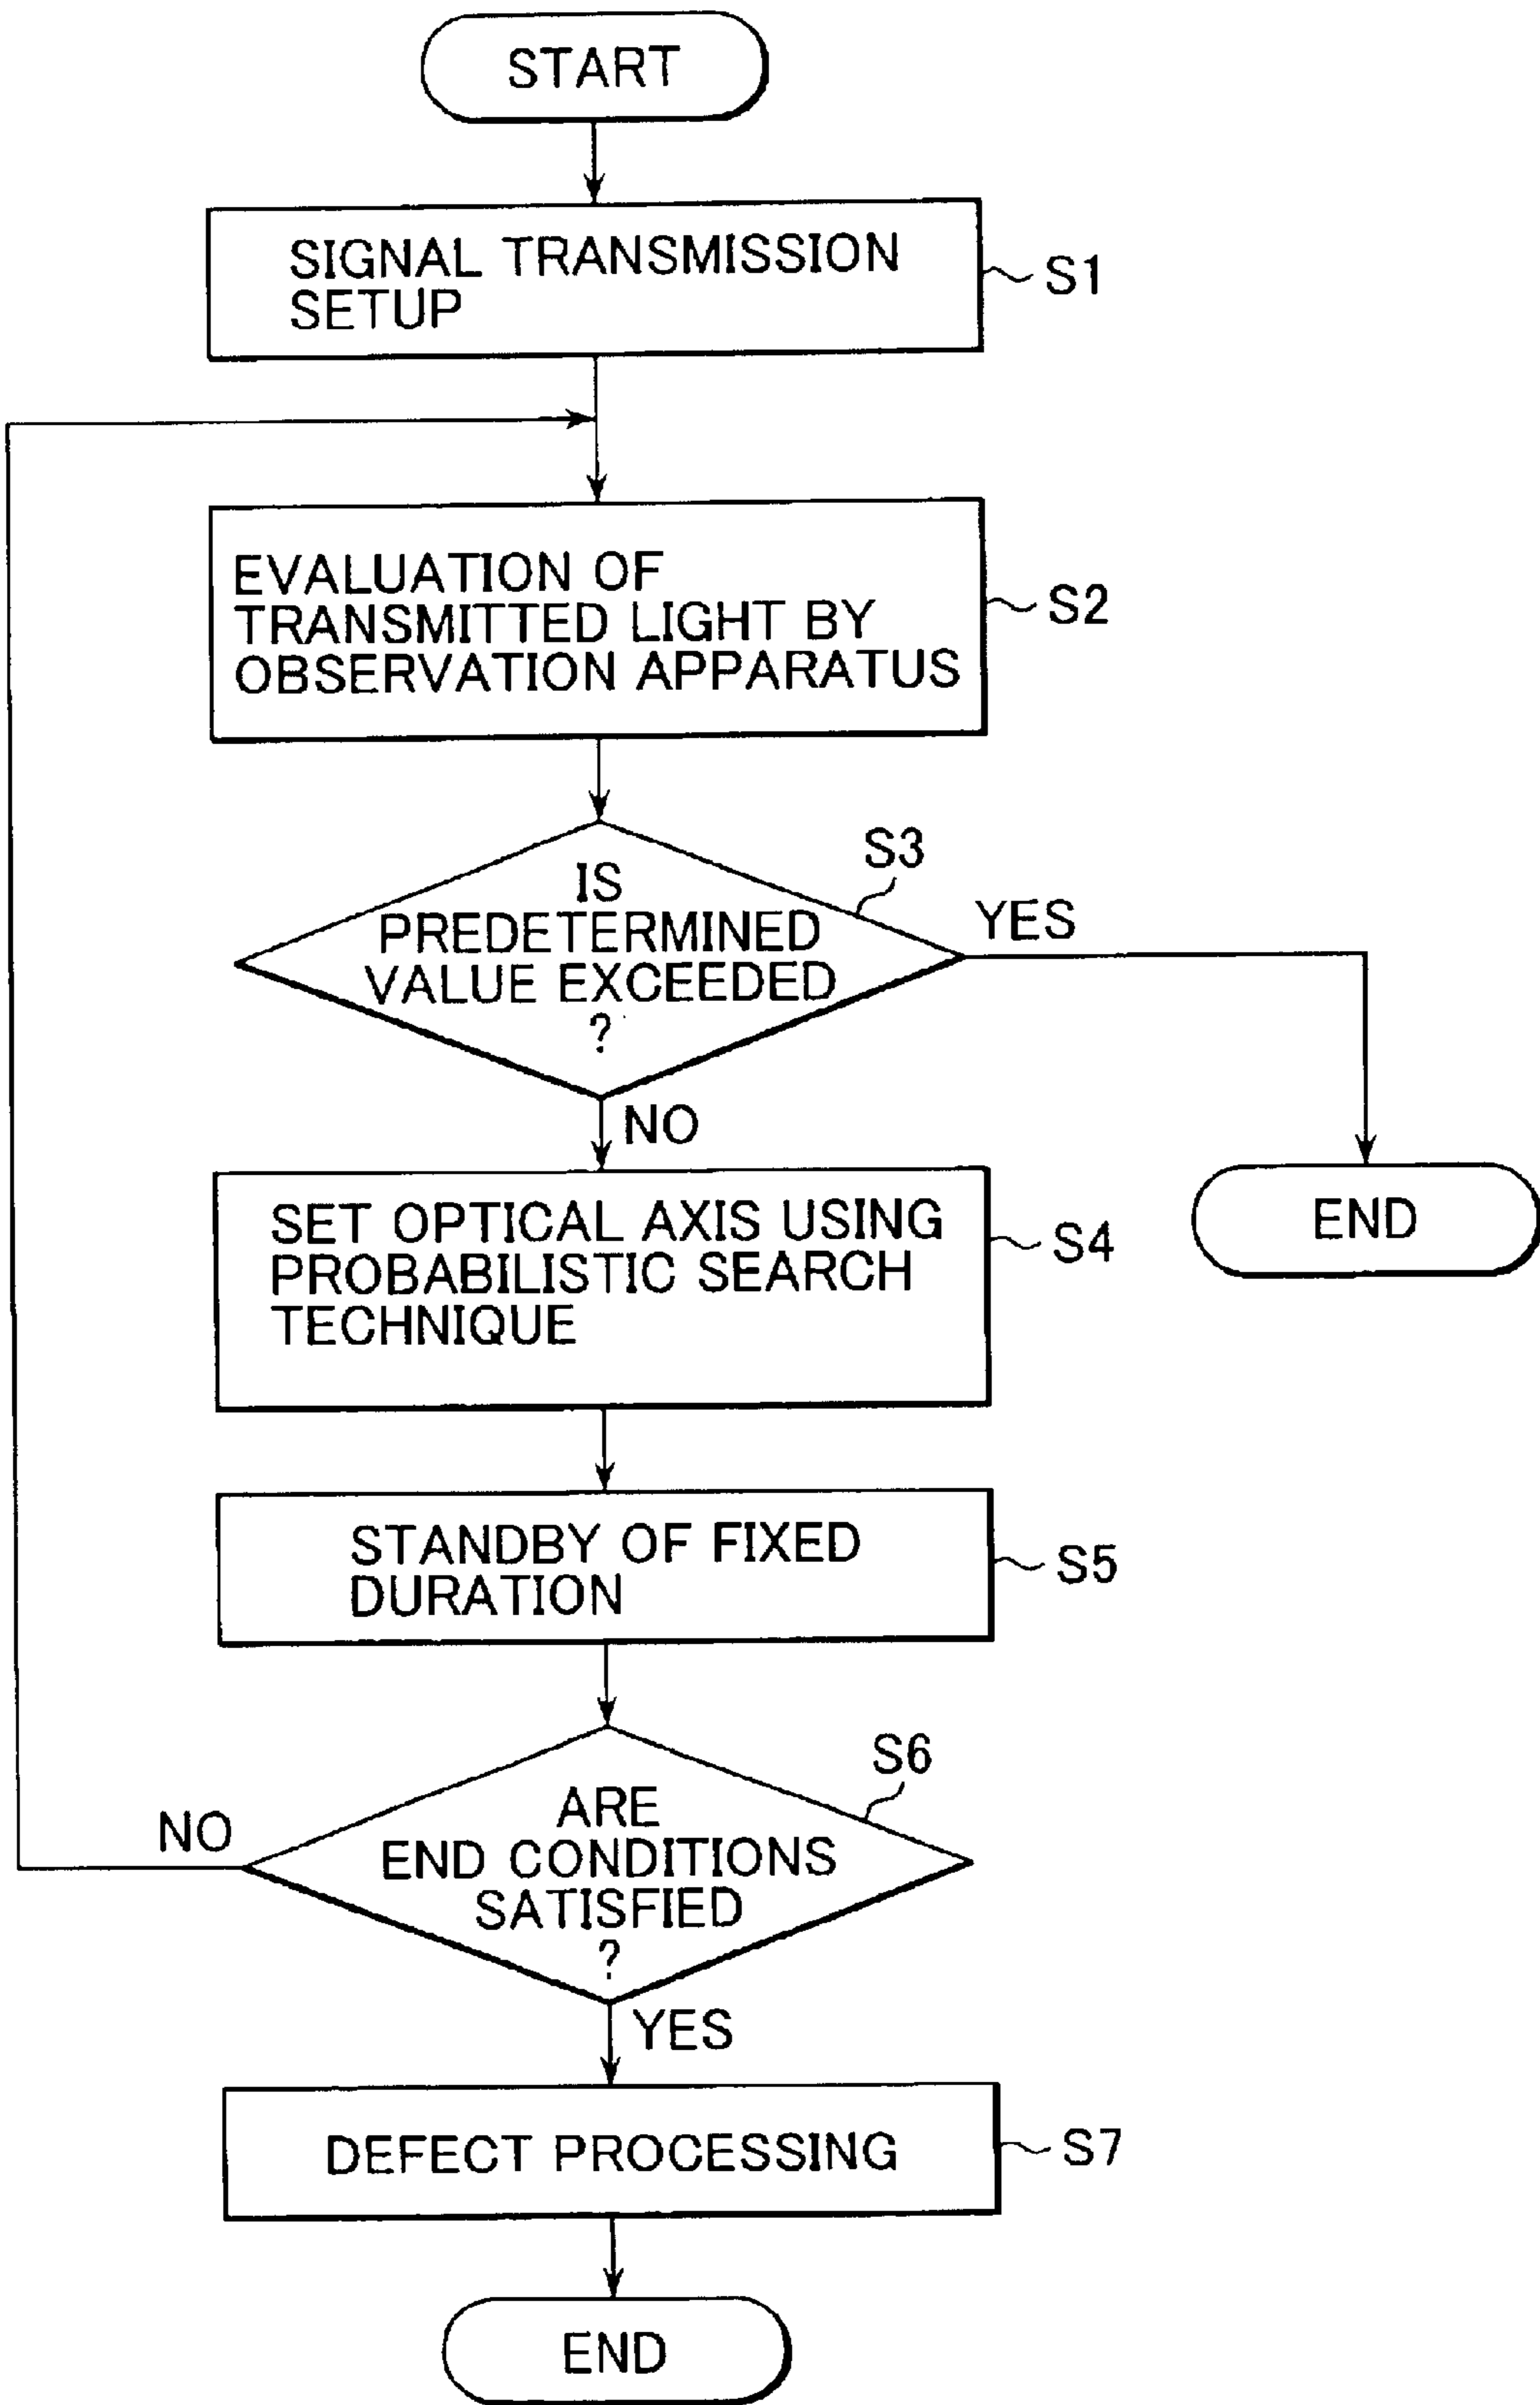 START
SIGNAL TRANSMISSION
SETUP
S1
EVALUATION OF
TRANSMITTED LIGHT BY
OBSERVATION APPARATUS
S2
S3
IS
PREDETERMINED
VALUE EXCEEDED
?
YES
NO
END
SET OPTICAL AXIS USING
PROBABILISTIC SEARCH
TECHNIQUE
S4
STANDBY OF FIXED
DURATION
S5
S6
ARE
END CONDITIONS
SATISFIED
?
NO
YES
DEFECT PROCESSING
S7
END